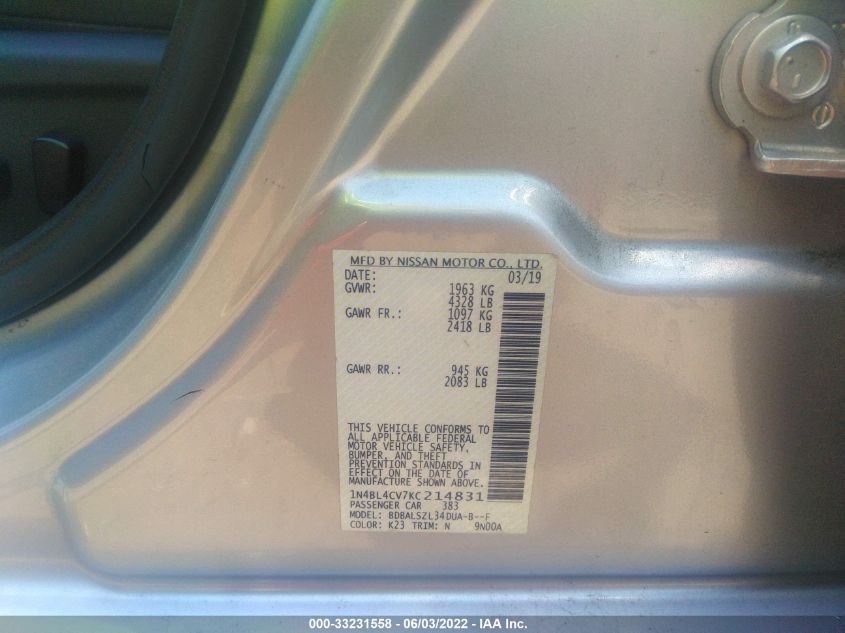 MFD BY NISSAN MOTOR CO., LTD.
DATE: 03/19
GVWR: 1963 KG
4328 LB
GAWR FR.: 1097 KG
2418 LB
GAWR RR.: 945 KG
2083 LB
THIS VEHICLE CONFORMS TO
ALL APPLICABLE FEDERAL
MOTOR VEHICLE SAFETY,
BUMPER, AND THEFT
PREVENTION STANDARDS IN
EFFECT ON THE DATE OF
MANUFACTURE SHOWN ABOVE.
1N4BL4CV7KC214831
PASSENGER CAR 383
MODEL: BDBALSZL34DUA-B--F
COLOR: K23 TRIM: N 9N00A
000-33231558 - 06/03/2022 - IAA Inc.